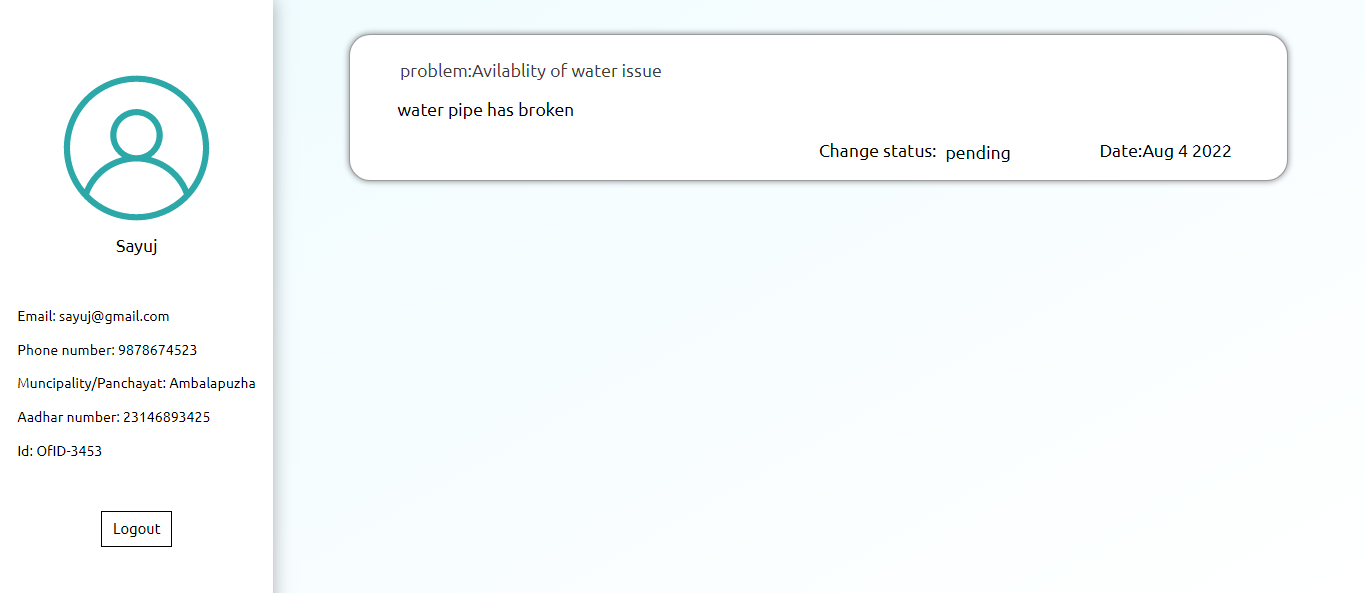 Sayuj
Email: sayuj@gmail.com
Phone number: 9878674523
Muncipality/Panchayat: Ambalapuzha
Aadhar number: 23146893425
Id: OfID-3453
Logout
problem:Avilablity of water issue
water pipe has broken
Change status: pending Date:Aug 4 2022